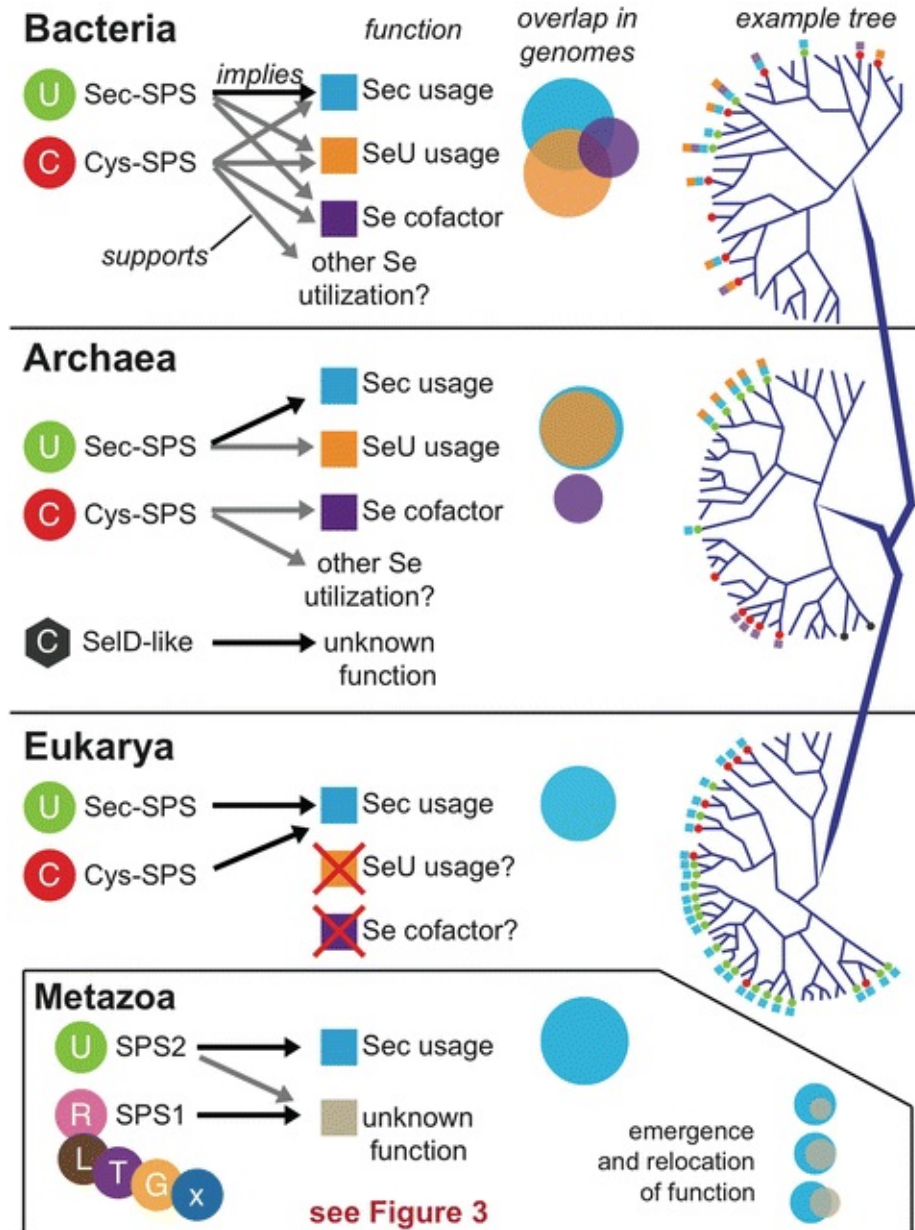 Bacteria
function
overlap in
genomes
example tree
U Sec-SPS
implies
Sec usage
C Cys-SPS
SeU usage
Se cofactor
supports
other Se
utilization?
Archaea
Sec usage
U Sec-SPS
SeU usage
C Cys-SPS
Se cofactor
other Se
utilization?
C SelD-like
unknown
function
Eukarya
U Sec-SPS
Sec usage
C Cys-SPS
SeU usage?
Se cofactor?
Metazoa
U SPS2
Sec usage
R SPS1
unknown
function
L T G x
emergence
and relocation
of function
see Figure 3